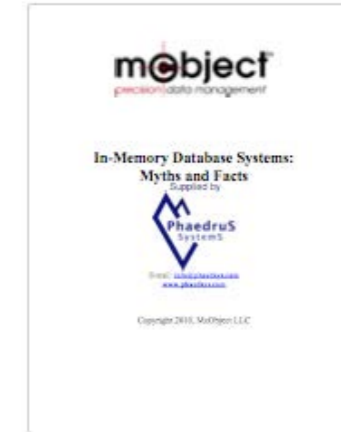 mcobject
precision data management
In-Memory Database Systems:
Myths and Facts
Supplied by
PhaedruS
SystemS
www.phaedsys.com
Copyright 2010, McObject LLC